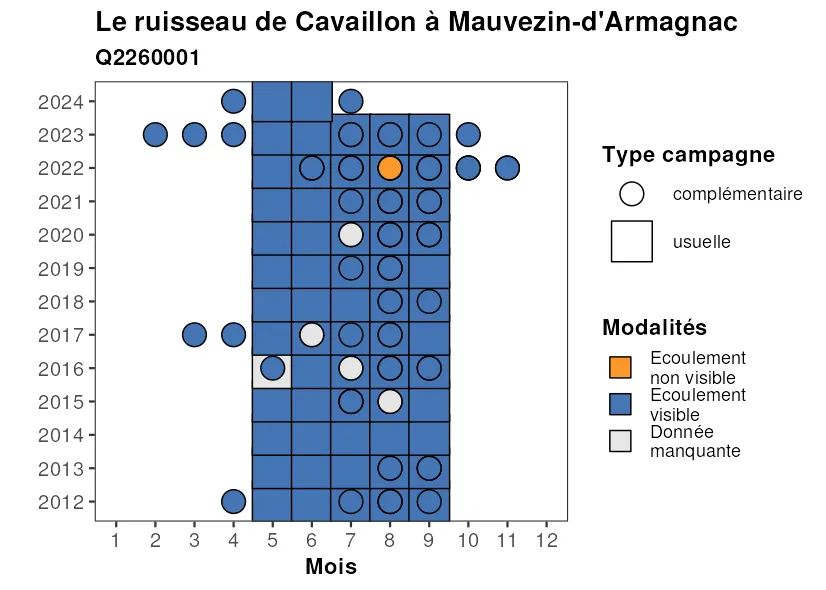 Le ruisseau de Cavaillon à Mauvezin-d'Armagnac
Q2260001
2024
2023
2022
2021
2020
2019
2018
2017
2016
2015
2014
2013
2012
1 2 3 4 5 6 7 8 9 10 11 12
Mois
Type campagne
complémentaire
usuelle
Modalités
Ecoulement
non visible
Ecoulement
visible
Donnée
manquante